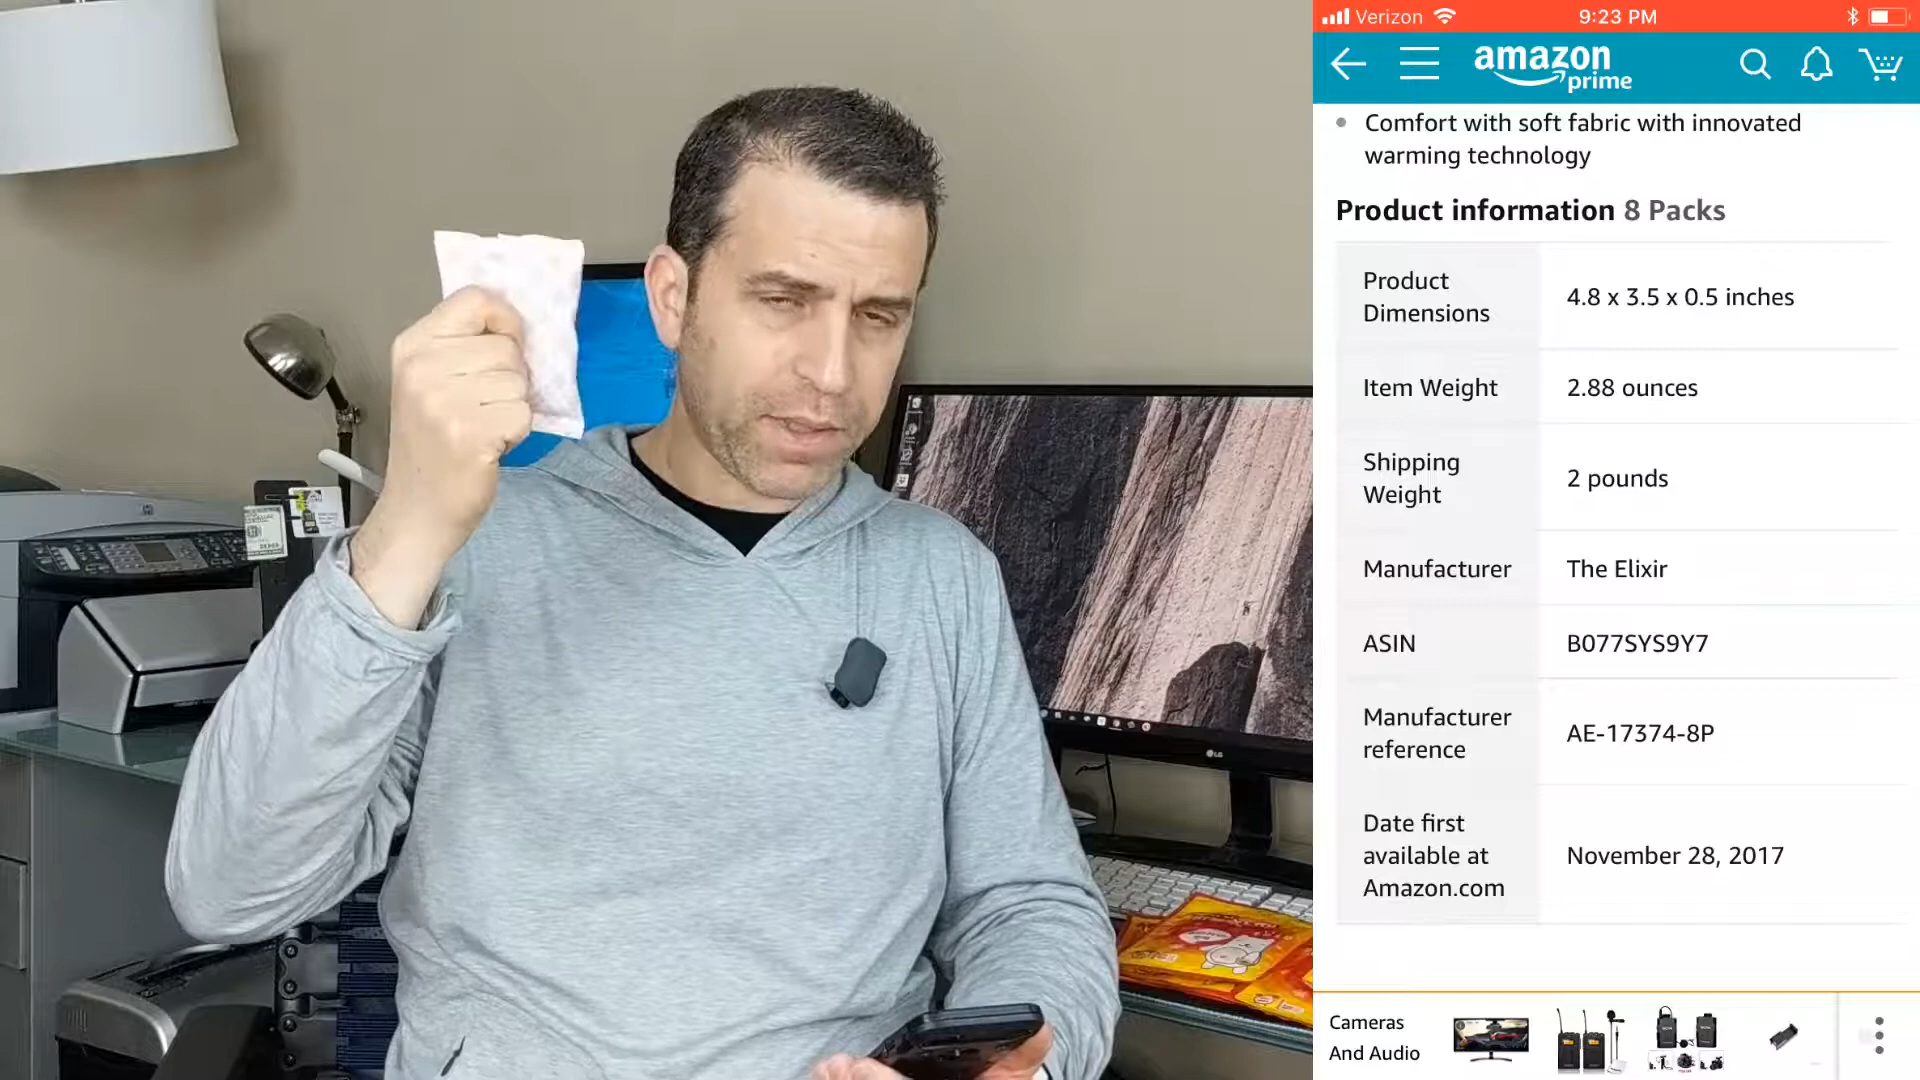 Verizon
9:23 PM
amazon
prime
Comfort with soft fabric with innovated
warming technology
Product information 8 Packs
Product
Dimensions
4.8 x 3.5 x 0.5 inches
Item Weight
2.88 ounces
Shipping
Weight
2 pounds
Manufacturer
The Elixir
ASIN
B077SYS9Y7
Manufacturer
reference
AE-17374-8P
Date first
available at
Amazon.com
November 28, 2017
Cameras
And Audio
LG
hp